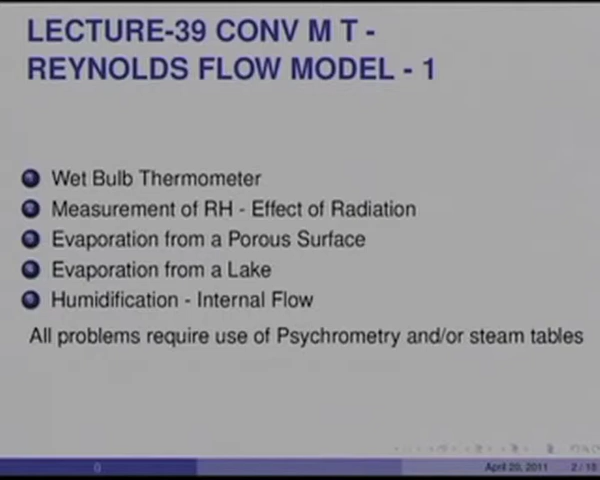 LECTURE-39 CONV M T -
REYNOLDS FLOW MODEL - 1
Wet Bulb Thermometer
Measurement of RH - Effect of Radiation
Evaporation from a Porous Surface
Evaporation from a Lake
Humidification - Internal Flow
All problems require use of Psychrometry and/or steam tables
() April 20, 2011 2 / 18